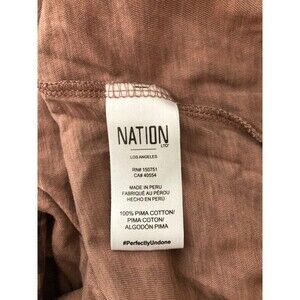 NATION
LTD
LOS ANGELES
RN# 150751
CA# 40554
MADE IN PERU
FABRIQUÉ AU PÉROU
HECHO EN PERÚ
100% PIMA COTTON/
PIMA COTON/
ALGODÓN PIMA
#PerfectlyUndone